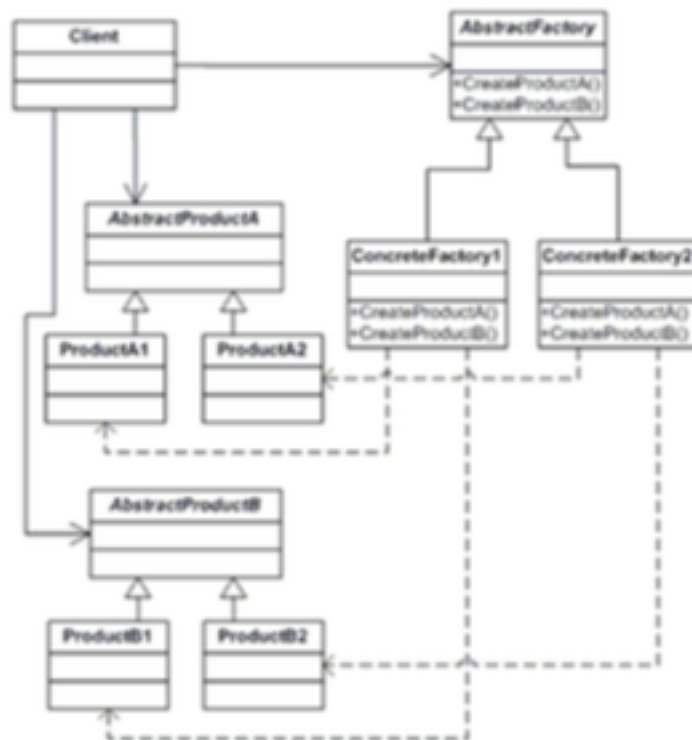 Client
AbstractFactory
+CreateProductA()
+CreateProductB()
AbstractProductA
ConcreteFactory1
+CreateProductA()
+CreateProductB()
ConcreteFactory2
+CreateProductA()
+CreateProductB()
ProductA1
ProductA2
AbstractProductB
ProductB1
ProductB2